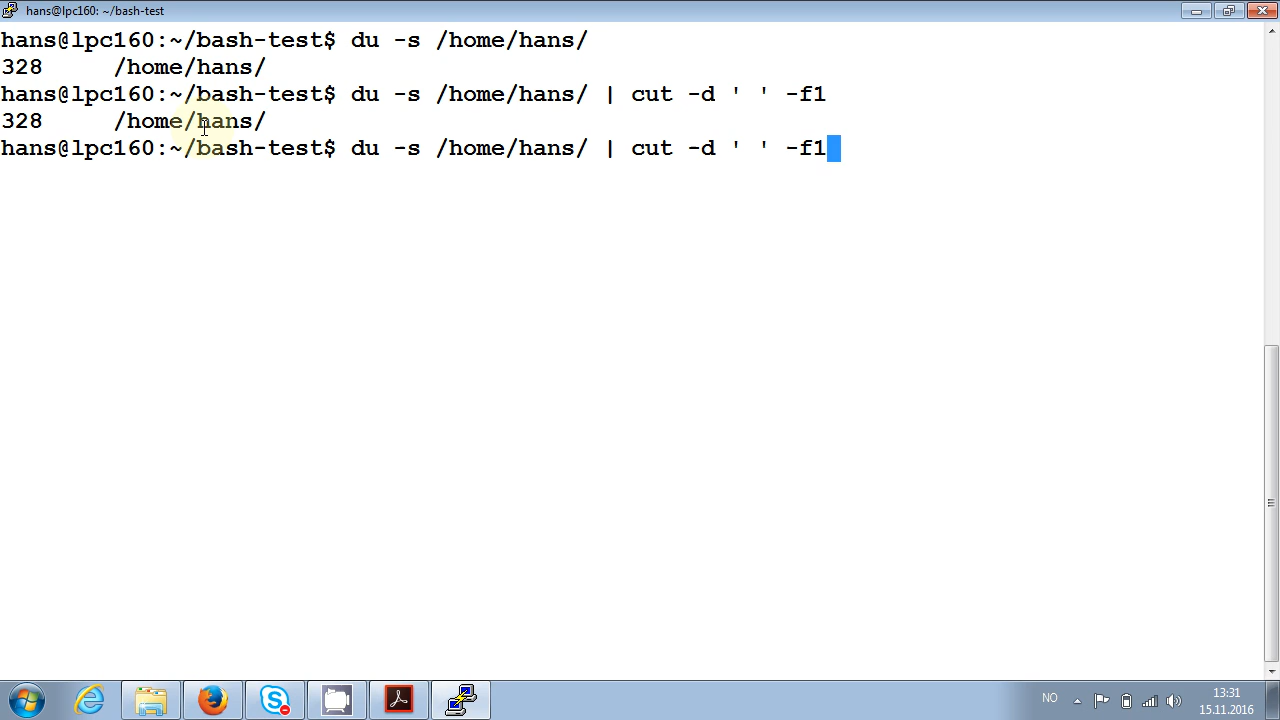 hans@lpc160: ~/bash-test
hans@lpc160:~/bash-test$ du -s /home/hans/
328     /home/hans/
hans@lpc160:~/bash-test$ du -s /home/hans/ | cut -d ' ' -f1
328     /home/hans/
hans@lpc160:~/bash-test$ du -s /home/hans/ | cut -d ' ' -f1
NO
13:31
15.11.2016